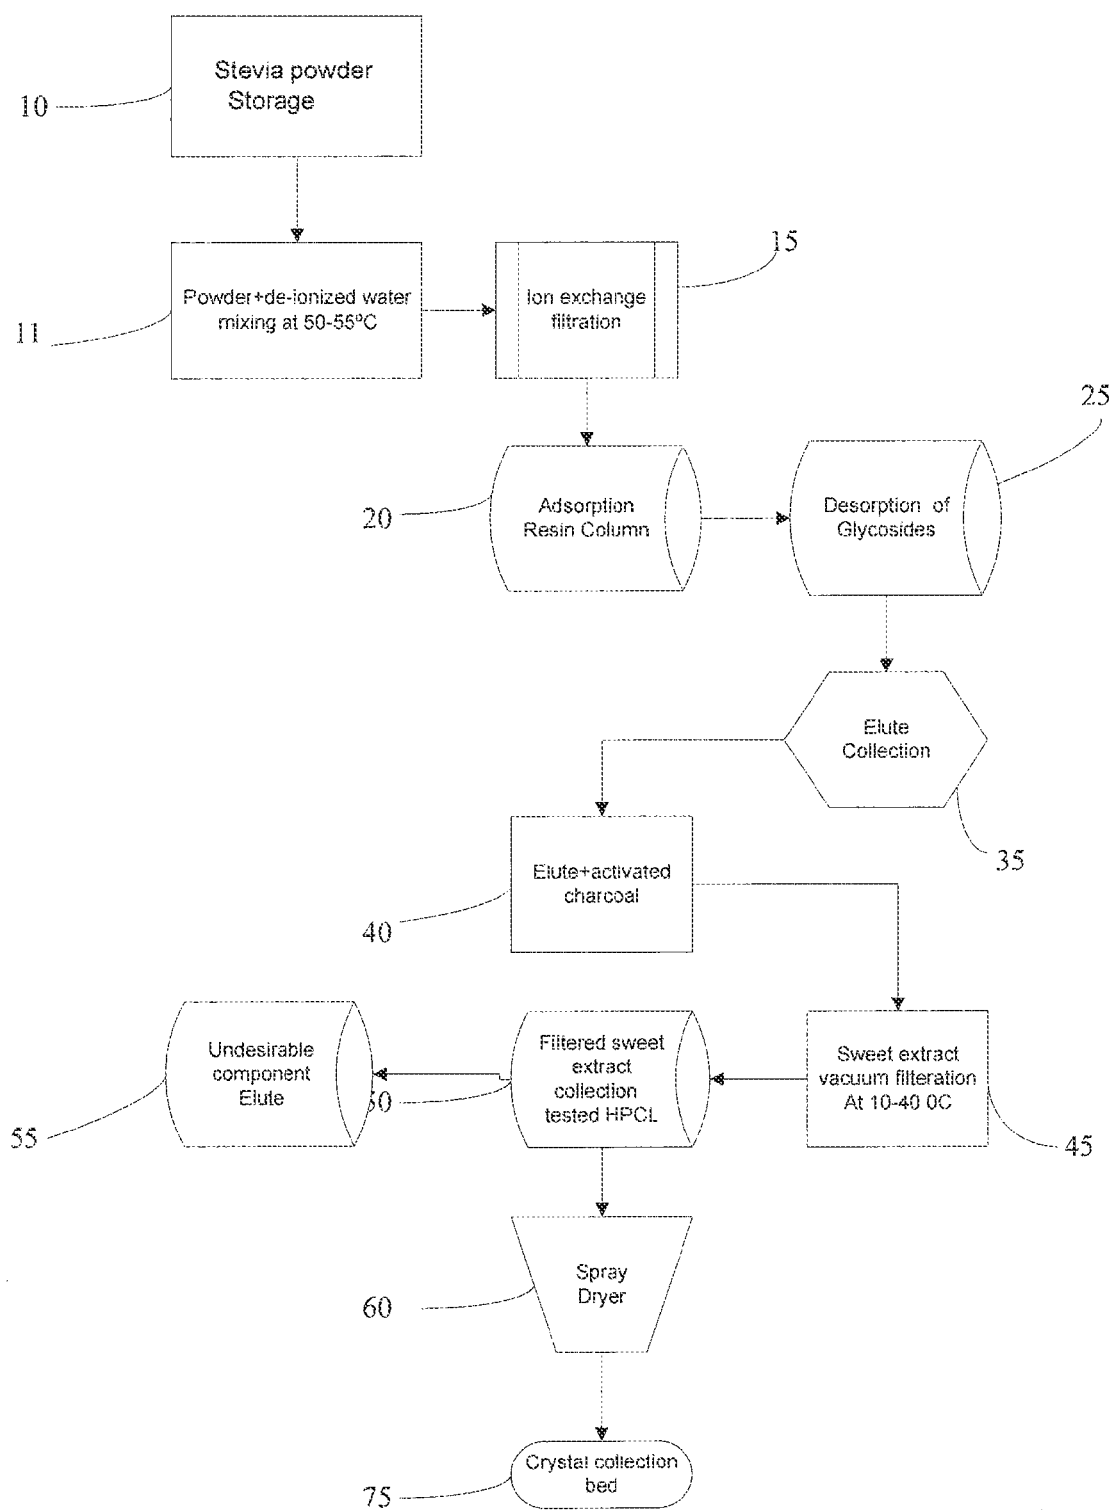 Stevia powder
Storage
10
Powder+de-ionized water
mixing at 50-55ºC
11
Ion exchange
filtration
15
Adsorption
Resin Column
20
Desorption of
Glycosides
25
Elute
Collection
35
Elute+activated
charcoal
40
Sweet extract
vacuum filteration
At 10-40 0C
45
Filtered sweet
extract
collection
tested HPCL
50
Undesirable
component
Elute
55
Spray
Dryer
60
Crystal collection
bed
75